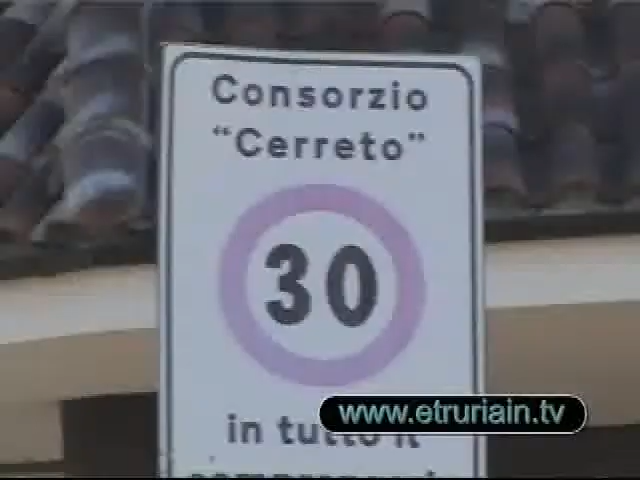 Consorzio
“Cerreto”
30
in tutto il
www.etruriain.tv